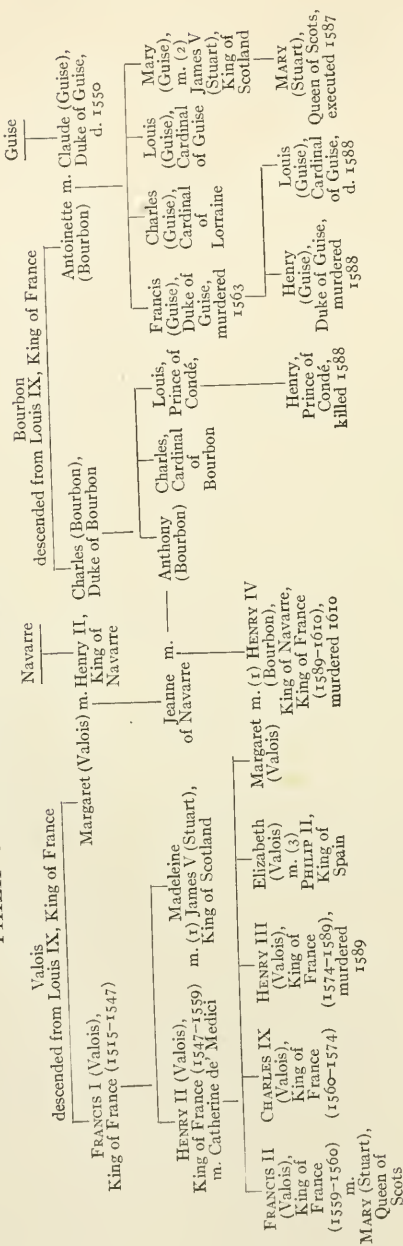 Valois
descended from Louis IX, King of France
Navarre
Bourbon
descended from Louis IX, King of France
Guise
FRANCIS I (Valois),
King of France (1515-1547)
Margaret (Valois) m. Henry II,
King of
Navarre
Charles (Bourbon),
Duke of Bourbon
Antoinette m. Claude (Guise),
(Bourbon) Duke of Guise,
d. 1550
HENRY II (Valois),
King of France (1547-1559)
m. Catherine de' Medici
Madeleine
m. (1) James V (Stuart),
King of Scotland
Jeanne m.
of Navarre
Anthony
(Bourbon)
Charles,
Cardinal
of
Bourbon
Louis,
Prince of
Condé,
Francis
(Guise),
Duke of
Guise,
murdered
1563
Charles
(Guise),
Cardinal
of
Lorraine
Louis
(Guise),
Cardinal
of Guise
Mary
(Guise),
m. (2)
James V
(Stuart),
King of
Scotland
FRANCIS II
(Valois),
King of
France
(1559-1560)
m.
MARY (Stuart),
Queen of
Scots
CHARLES IX
(Valois),
King of
France
(1560-1574)
HENRY III
(Valois),
King of
France
(1574-1589),
murdered
1589
Elizabeth
(Valois)
m. (3)
PHILIP II,
King of
Spain
Margaret m. (1) HENRY IV
(Valois) (Bourbon),
King of Navarre,
King of France
(1589-1610),
murdered 1610
Henry,
Prince of
Condé,
killed 1588
Henry
(Guise),
Duke of Guise,
murdered
1588
Louis
(Guise),
Cardinal
of Guise,
d. 1588
MARY
(Stuart),
Queen of Scots,
executed 1587